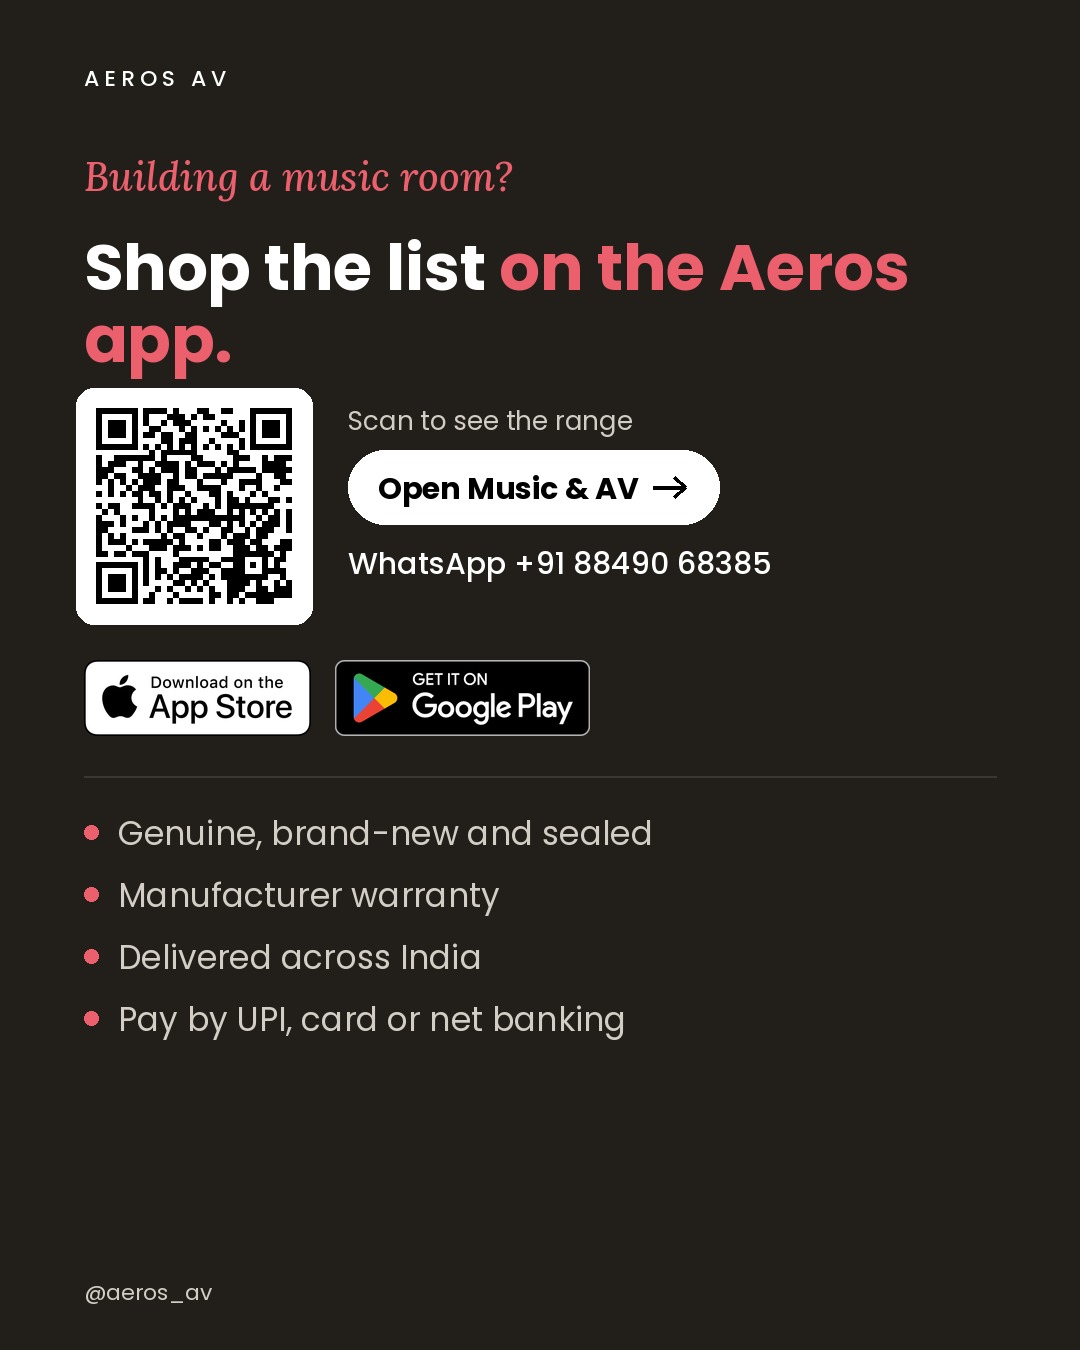 AEROS AV
Building a music room?
Shop the list on the Aeros
app.
Scan to see the range
Open Music & AV →
WhatsApp +91 88490 68385
Download on the
App Store
GET IT ON
Google Play
Genuine, brand-new and sealed
Manufacturer warranty
Delivered across India
Pay by UPI, card or net banking
@aeros_av